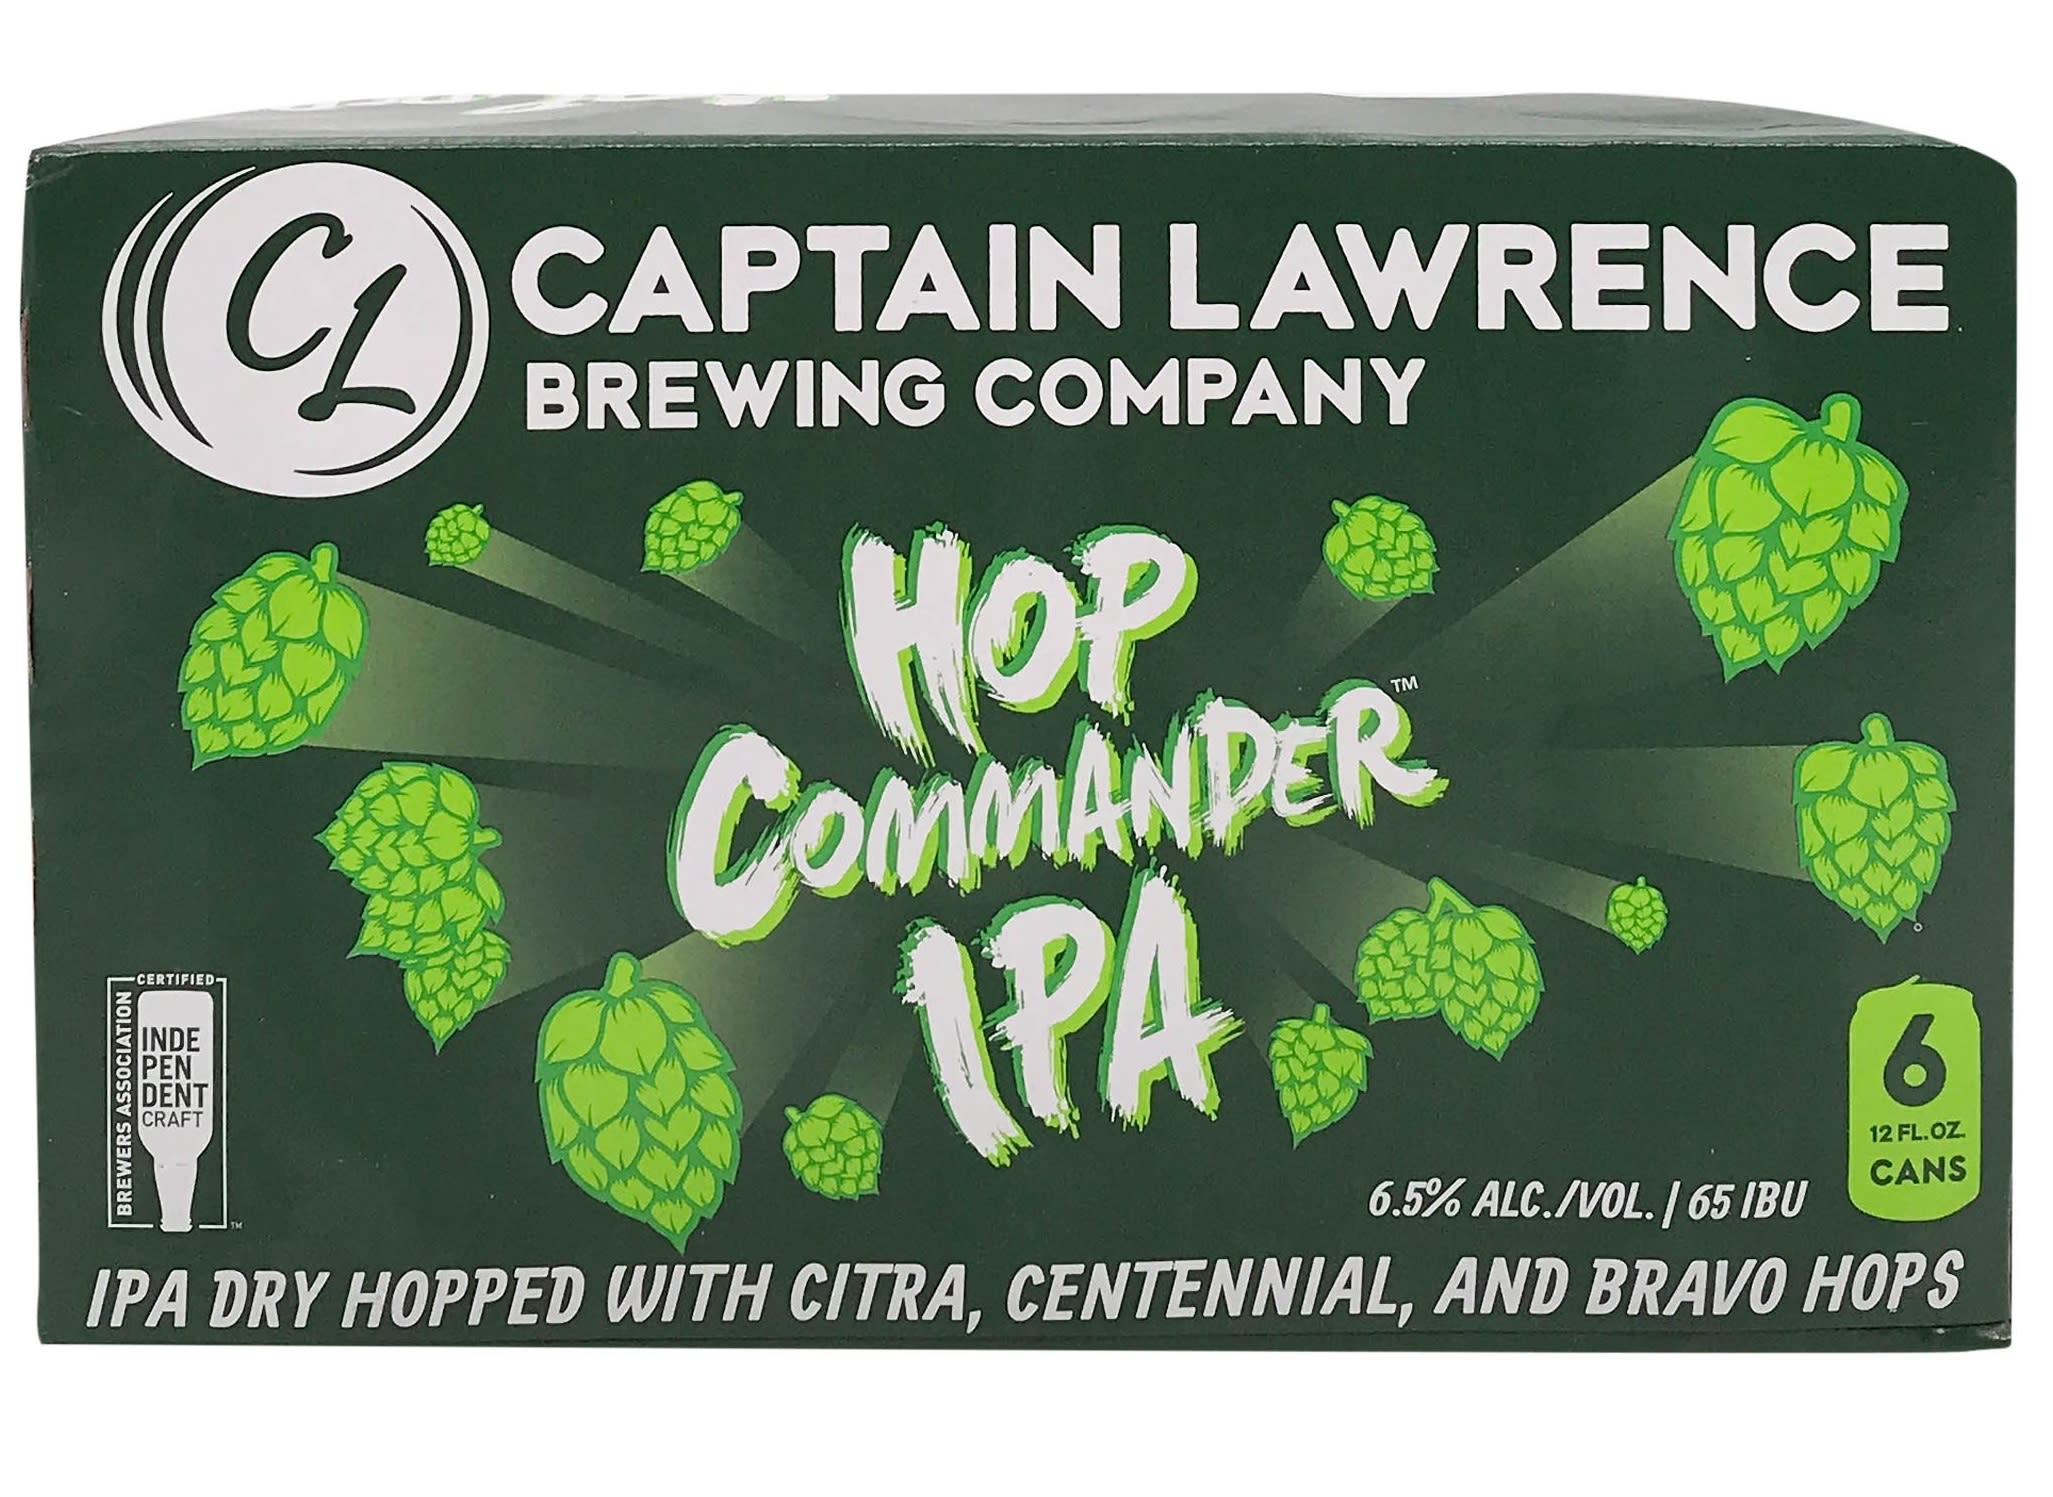 CL
CAPTAIN LAWRENCE
BREWING COMPANY
HOP
COMMANDER™
IPA
CERTIFIED
BREWERS ASSOCIATION
INDE
PEN
DENT
CRAFT
TM
6
12 FL.OZ.
CANS
6.5% ALC./VOL. | 65 IBU
IPA DRY HOPPED WITH CITRA, CENTENNIAL, AND BRAVO HOPS